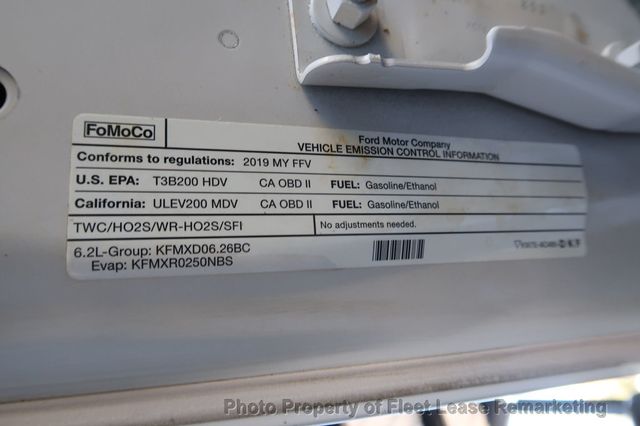 FoMoCo
Ford Motor Company
VEHICLE EMISSION CONTROL INFORMATION
Conforms to regulations: 2019 MY FFV
U.S. EPA: T3B200 HDV CA OBD II FUEL: Gasoline/Ethanol
California: ULEV200 MDV CA OBD II FUEL: Gasoline/Ethanol
TWC/HO2S/WR-HO2S/SFI No adjustments needed.
6.2L-Group: KFMXD06.26BC
Evap: KFMXR0250NBS
Photo Property of Fleet Lease Remarketing